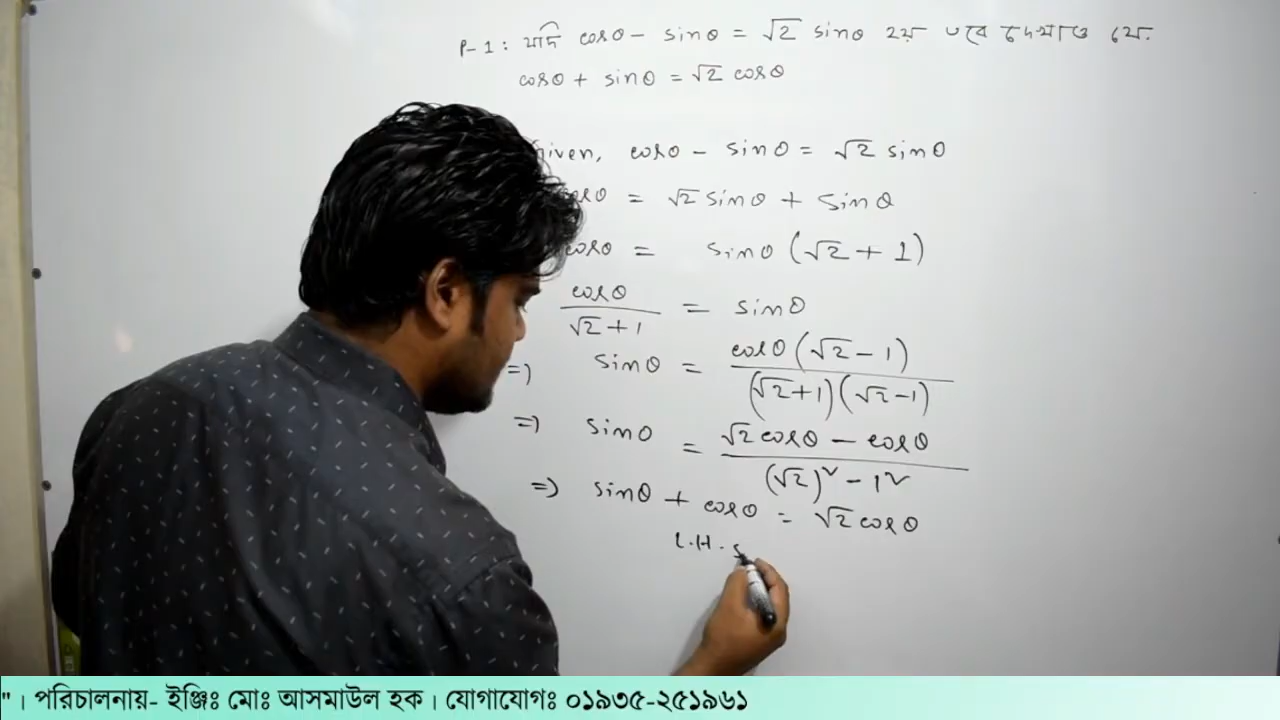 P-1: যদি cosθ - sinθ = √2 sinθ হয় তবে দেখাও যে.
cosθ + sinθ = √2 cosθ
Given, cosθ - sinθ = √2 sinθ
cosθ = √2 sinθ + sinθ
cosθ = sinθ (√2 + 1)
cosθ / √2 + 1 = sinθ
=) sinθ = cosθ (√2 - 1) / (√2+1)(√2-1)
=) sinθ = √2 cosθ - cosθ / (√2)² - 1²
=) sinθ + cosθ = √2 cosθ
L.H.S
"। পরিচালনায়- ইঞ্জিঃ মোঃ আসমাউল হক। যোগাযোগঃ ০১৯৩৫-২৫১৯৬১